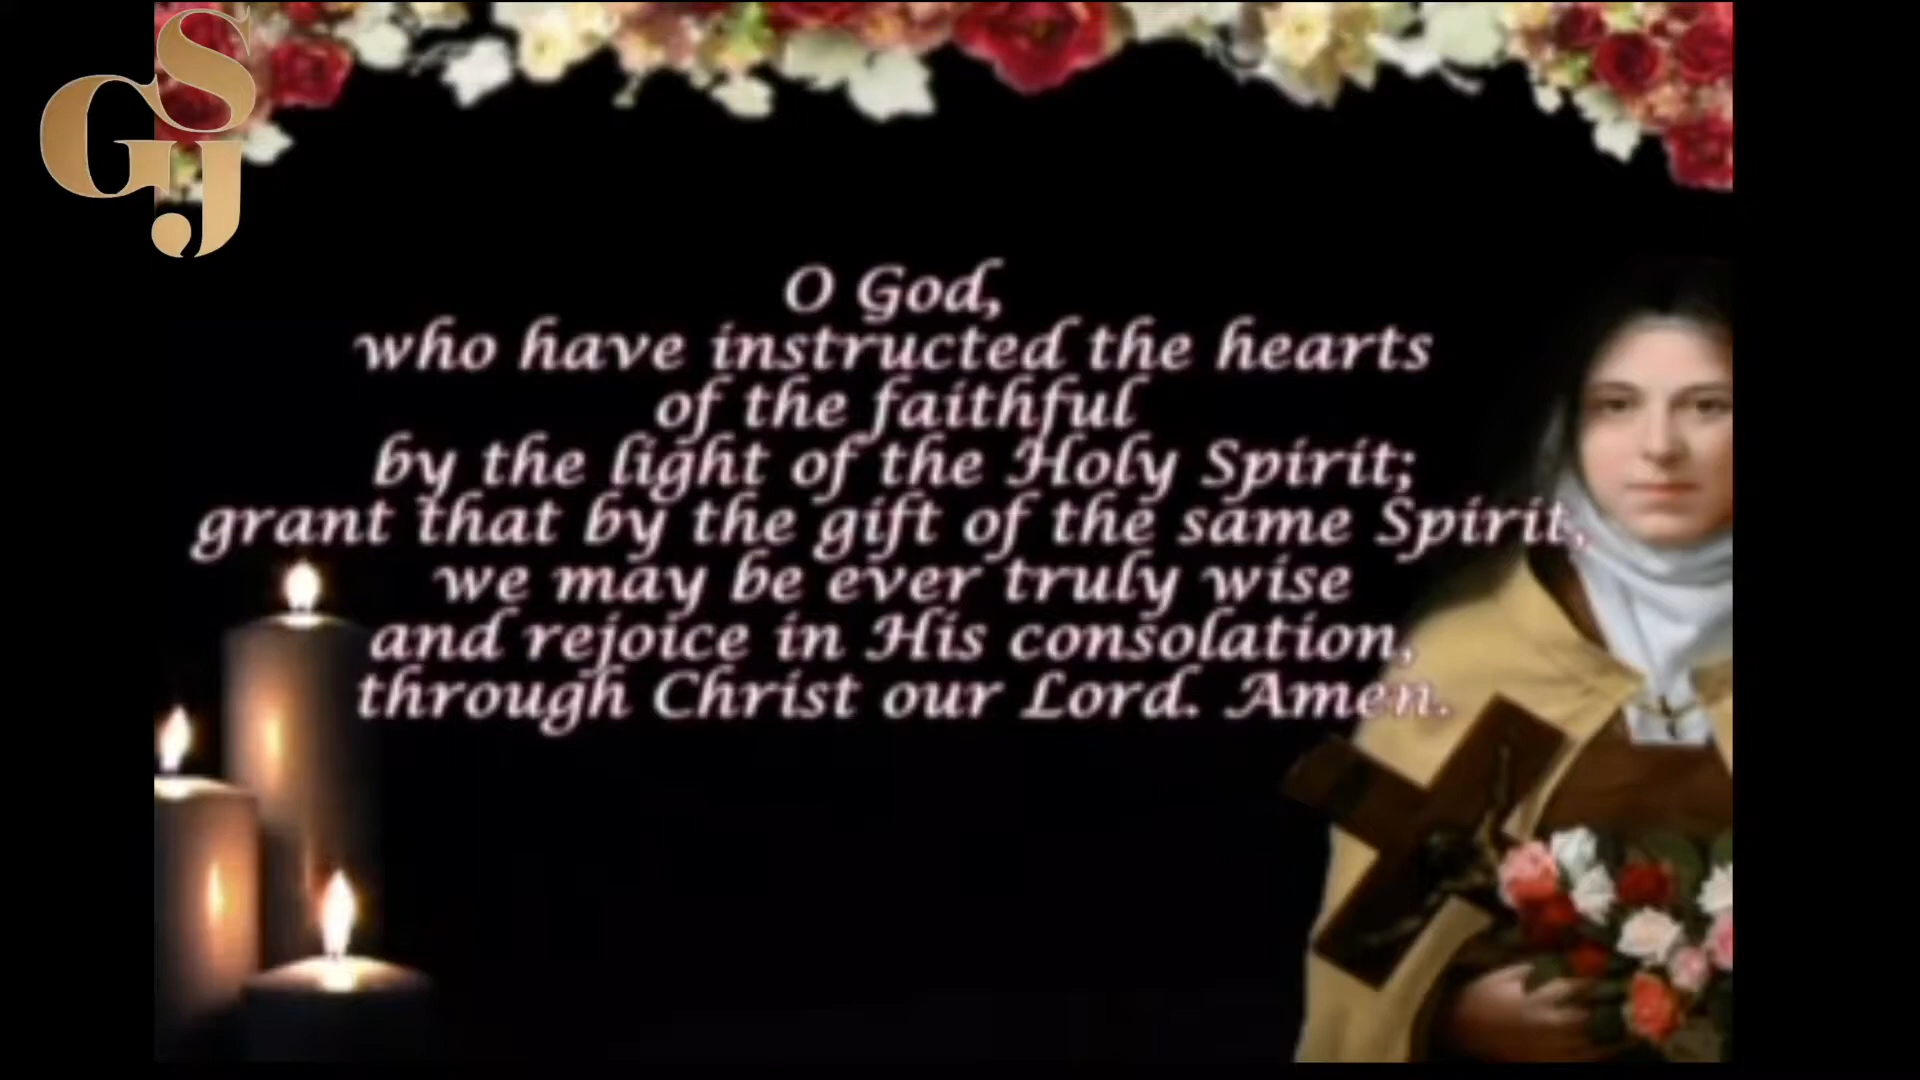 GSJ
O God,
who have instructed the hearts
of the faithful
by the light of the Holy Spirit;
grant that by the gift of the same Spirit,
we may be ever truly wise
and rejoice in His consolation,
through Christ our Lord. Amen.